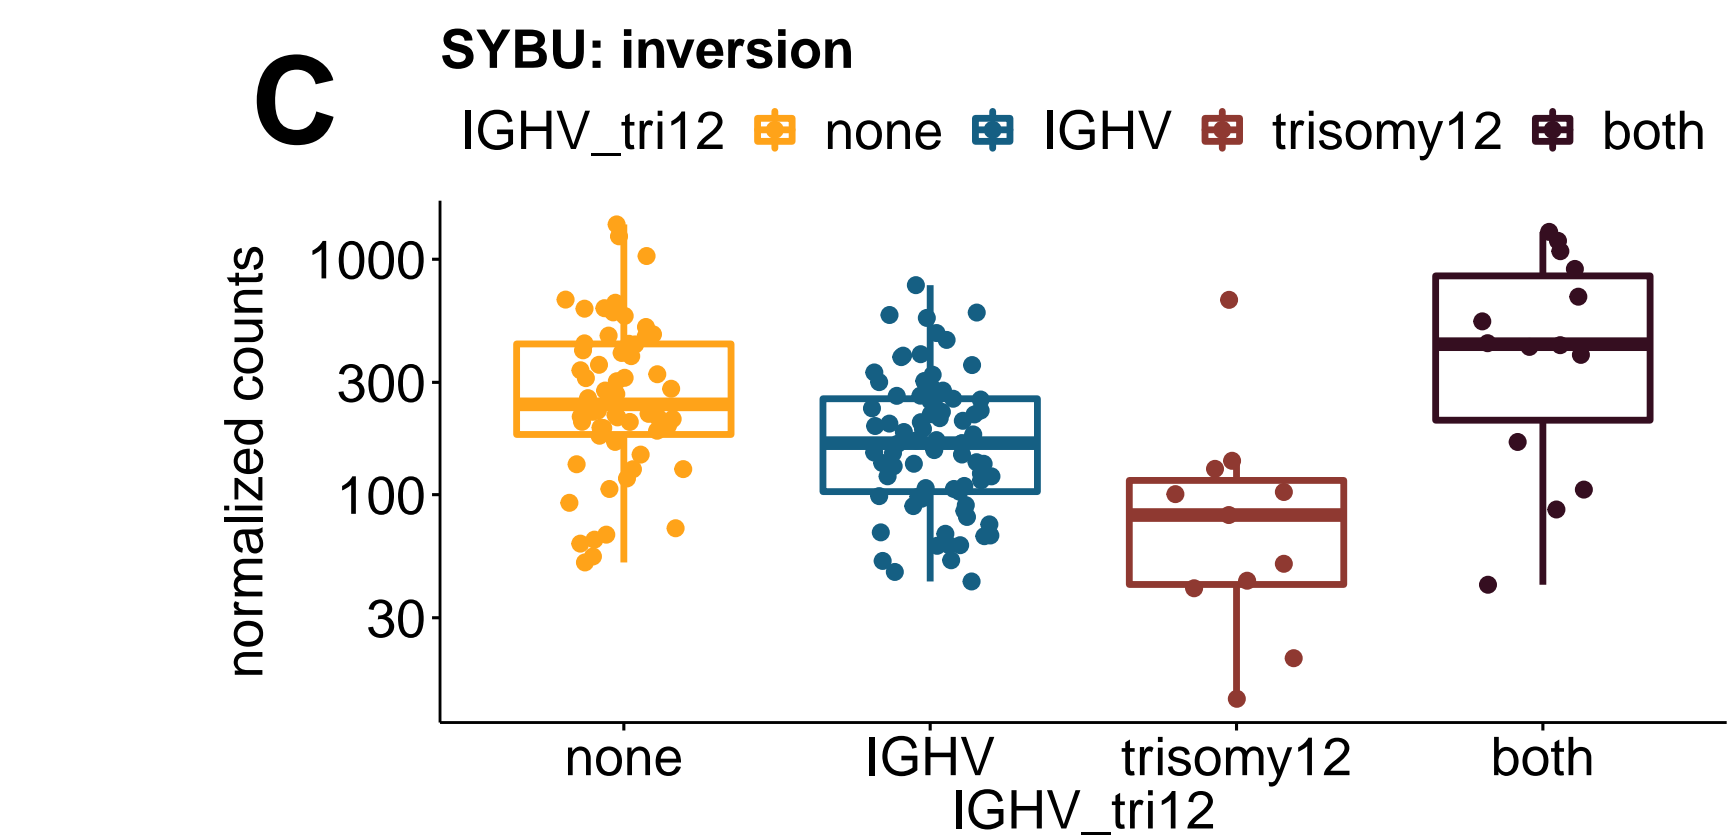 C
SYBU: inversion
IGHV_tri12 none IGHV trisomy12 both
normalized counts
1000
300
100
30
none IGHV trisomy12 both
IGHV_tri12